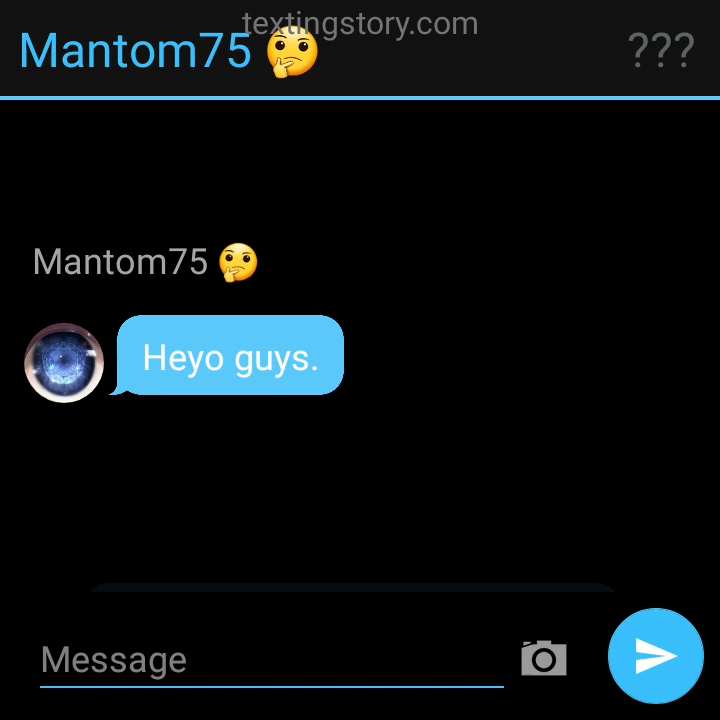 textingstory.com
Mantom75 🤔 ???
Mantom75 🤔
Heyo guys.
Message